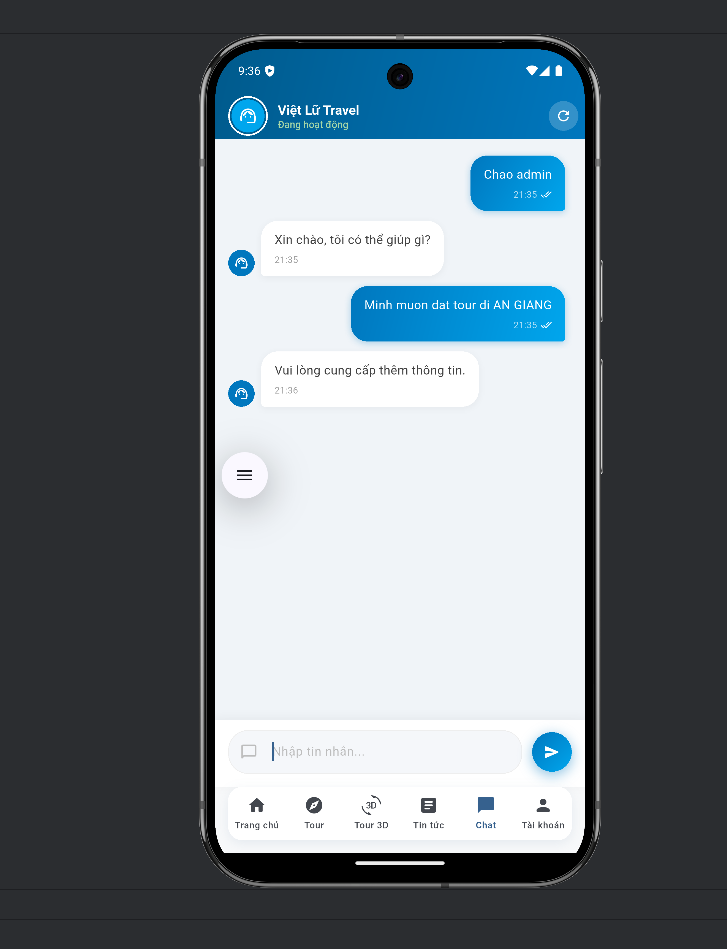 9:36
Việt Lữ Travel
Đang hoạt động
Chao admin
21:35
Xin chào, tôi có thể giúp gì?
21:35
Minh muon dat tour di AN GIANG
21:35
Vui lòng cung cấp thêm thông tin.
21:36
Nhập tin nhắn...
3D
Trang chủ Tour Tour 3D Tin tức Chat Tài khoản